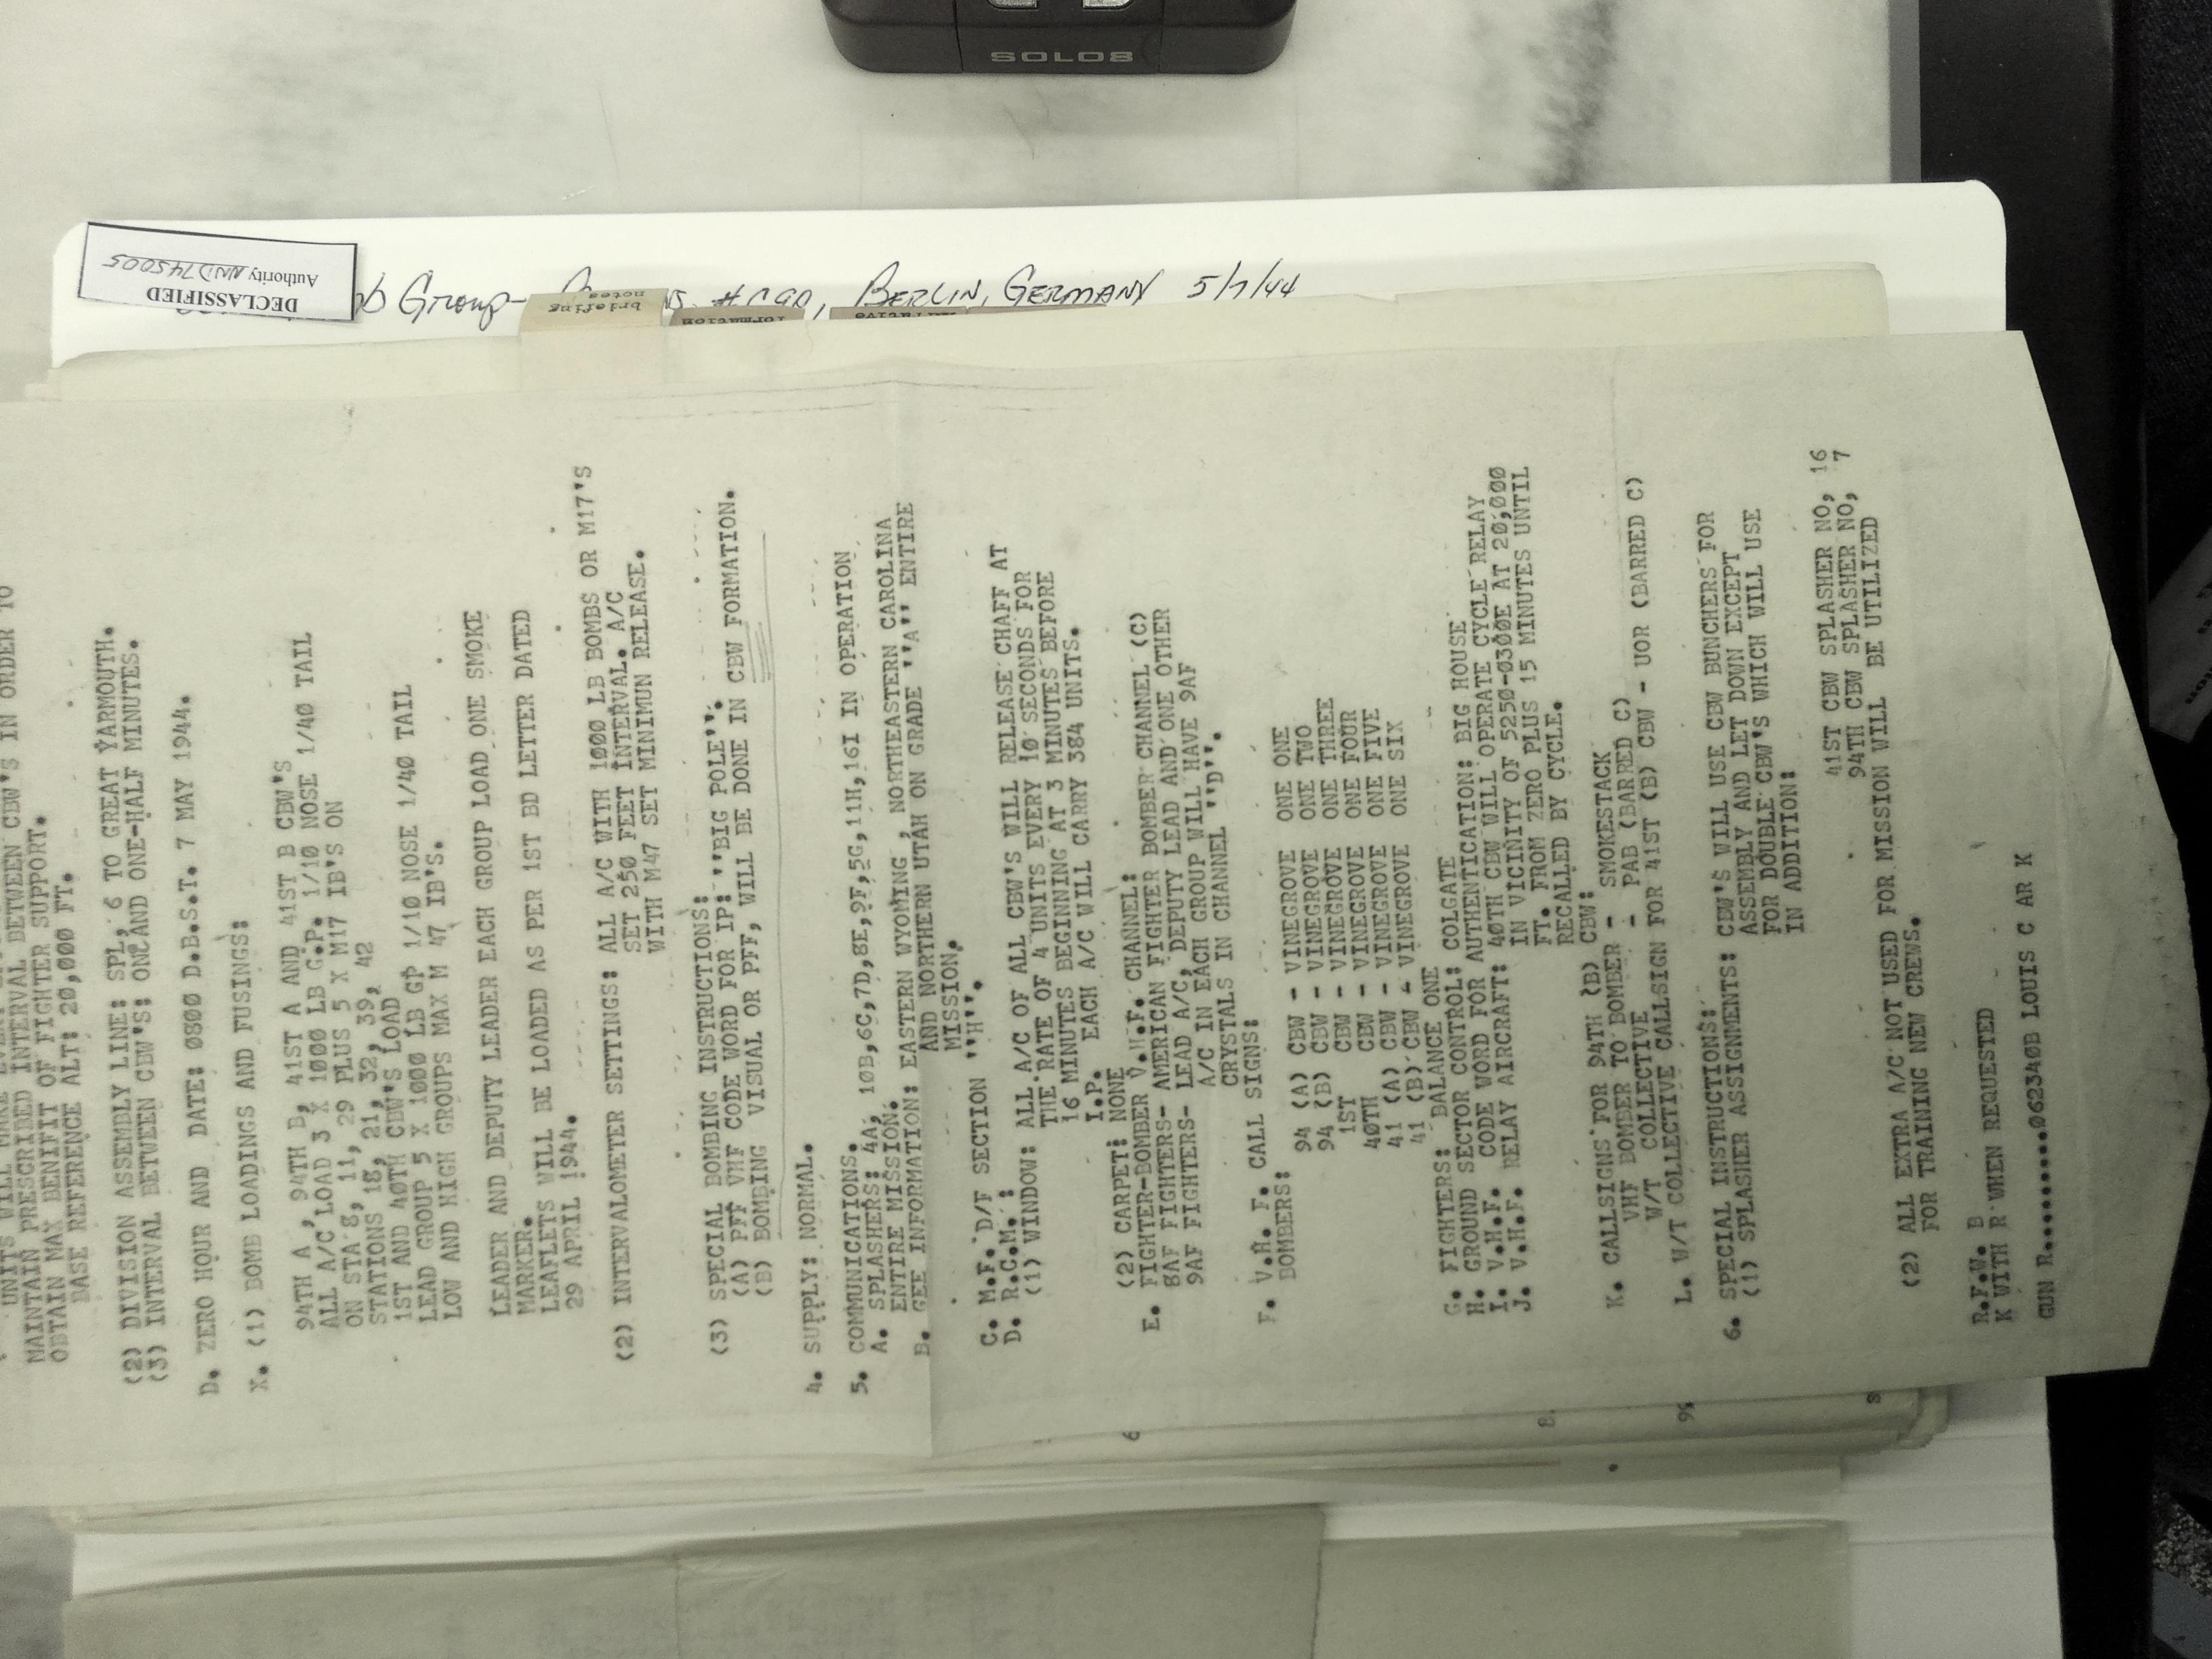 SOLO8
DECLASSIFIED
Authority NND745005
Group- BERLIN, GERMANY 5/7/44
briefing
notes
UNITS WILL
MAINTAIN PRESCRIBED INTERVAL BETWEEN CBW'S IN ORDER TO
OBTAIN MAX BENEFIT OF FIGHTER SUPPORT.
BASE REFERENCE ALT: 20,000 FT.
(2) DIVISION ASSEMBLY LINE: SPL, 6 TO GREAT YARMOUTH.
(3) INTERVAL BETWEEN CBW'S: ONE AND ONE-HALF MINUTES.
D. ZERO HOUR AND DATE: 0800 D.B.S.T. 7 MAY 1944.
X. (1) BOMB LOADINGS AND FUSINGS:
94TH A, 94TH B, 41ST A AND 41ST B CBW'S
ALL A/C LOAD 3 X 1000 LB G.P. 1/10 NOSE 1/40 TAIL
ON STA 8, 11, 29 PLUS 5 X M17 IB'S ON
STATIONS 18, 21, 32, 39, 42
1ST AND 40TH CBW'S LOAD
LEAD GROUP 5 X 1000 LB GP 1/10 NOSE 1/40 TAIL
LOW AND HIGH GROUPS MAX M 47 IB'S.
LEADER AND DEPUTY LEADER EACH GROUP LOAD ONE SMOKE
MARKER.
LEAFLETS WILL BE LOADED AS PER 1ST BD LETTER DATED
29 APRIL 1944.
(2) INTERVALOMETER SETTINGS: ALL A/C WITH 1000 LB BOMBS OR M17'S
SET 250 FEET INTERVAL. A/C
WITH M47 SET MINIMUN RELEASE.
(3) SPECIAL BOMBING INSTRUCTIONS:
(A) PFF VHF CODE WORD FOR IP: ''BIG POLE''.
(B) BOMBING VISUAL OR PFF, WILL BE DONE IN CBW FORMATION.
4. SUPPLY: NORMAL.
5. COMMUNICATIONS.
A. SPLASHERS: 4A, 10B,6C,7D,8E,9F,5G,11H,16I IN OPERATION
ENTIRE MISSION.
B. GEE INFORMATION: EASTERN WYOMING, NORTHEASTERN CAROLINA
AND NORTHERN UTAH ON GRADE ''A'' ENTIRE
MISSION.
C. M.F. D/F SECTION ''H''.
D. R.C.M. :
(1) WINDOW: ALL A/C OF ALL CBW'S WILL RELEASE CHAFF AT
THE RATE OF 4 UNITS EVERY 10 SECONDS FOR
16 MINUTES BEGINNING AT 3 MINUTES BEFORE
I.P. EACH A/C WILL CARRY 384 UNITS.
(2) CARPET: NONE
E. FIGHTER-BOMBER V.H.F. CHANNEL:
8AF FIGHTERS- AMERICAN FIGHTER BOMBER CHANNEL (C)
9AF FIGHTERS- LEAD A/C, DEPUTY LEAD AND ONE OTHER
A/C IN EACH GROUP WILL HAVE 9AF
CRYSTALS IN CHANNEL ''D''.
F. V.H. F. CALL SIGNS:
BOMBERS:
94 (A) CBW - VINEGROVE ONE ONE
94 (B) CBW - VINEGROVE ONE TWO
1ST CBW - VINEGROVE ONE THREE
40TH CBW - VINEGROVE ONE FOUR
41 (A) CBW - VINEGROVE ONE FIVE
41 (B) CBW - VINEGROVE ONE SIX
G. FIGHTERS: BALANCE ONE
H. GROUND SECTOR CONTROL: COLGATE
I. V.H.F. CODE WORD FOR AUTHENTICATION: BIG HOUSE
J. V.H.F. RELAY AIRCRAFT: 40TH CBW WILL OPERATE CYCLE RELAY
IN VICINITY OF 5250-0300E AT 20,000
FT. FROM ZERO PLUS 15 MINUTES UNTIL
RECALLED BY CYCLE.
K. CALLSIGNS FOR 94TH (B) CBW:
VHF BOMBER TO BOMBER - SMOKESTACK
W/T COLLECTIVE - PAB (BARRED C)
L. W/T COLLECTIVE CALLSIGN FOR 41ST (B) CBW - UOR (BARRED C)
6. SPECIAL INSTRUCTIONS:
(1) SPLASHER ASSIGNMENTS: CBW'S WILL USE CBW BUNCHERS FOR
ASSEMBLY AND LET DOWN EXCEPT
FOR DOUBLE CBW'S WHICH WILL USE
IN ADDITION:
41ST CBW SPLASHER NO, 16
94TH CBW SPLASHER NO, 7
(2) ALL EXTRA A/C NOT USED FOR MISSION WILL BE UTILIZED
FOR TRAINING NEW CREWS.
R.F.W. B
K WITH R WHEN REQUESTED
GUN R.........062340B LOUIS C AR K